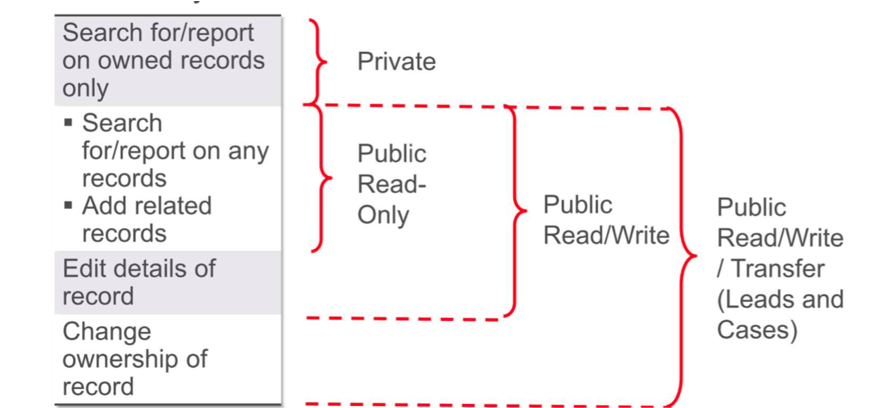 Search for/report
on owned records
only
▪ Search
for/report on any
records
▪ Add related
records
Edit details of
record
Change
ownership of
record
Private
Public
Read-
Only
Public
Read/Write
Public
Read/Write
/ Transfer
(Leads and
Cases)